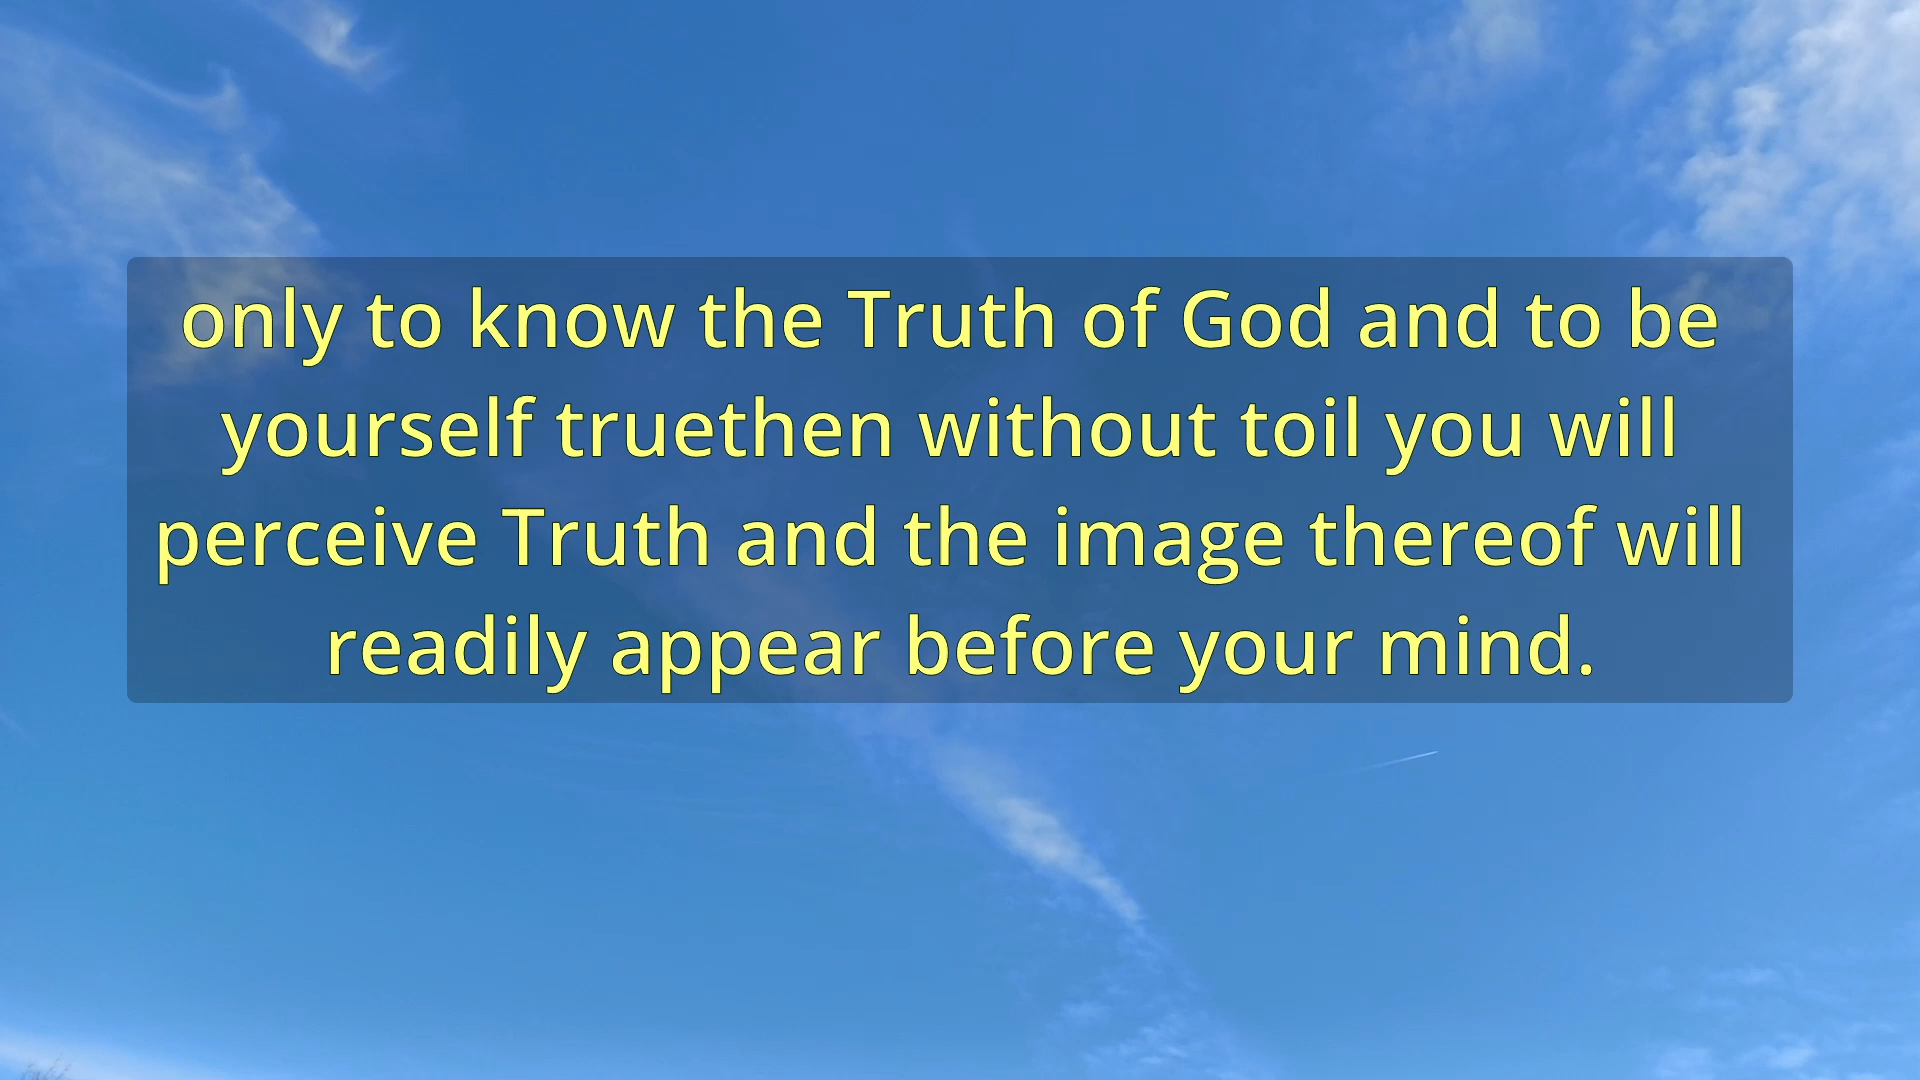 only to know the Truth of God and to be
yourself truethen without toil you will
perceive Truth and the image thereof will
readily appear before your mind.